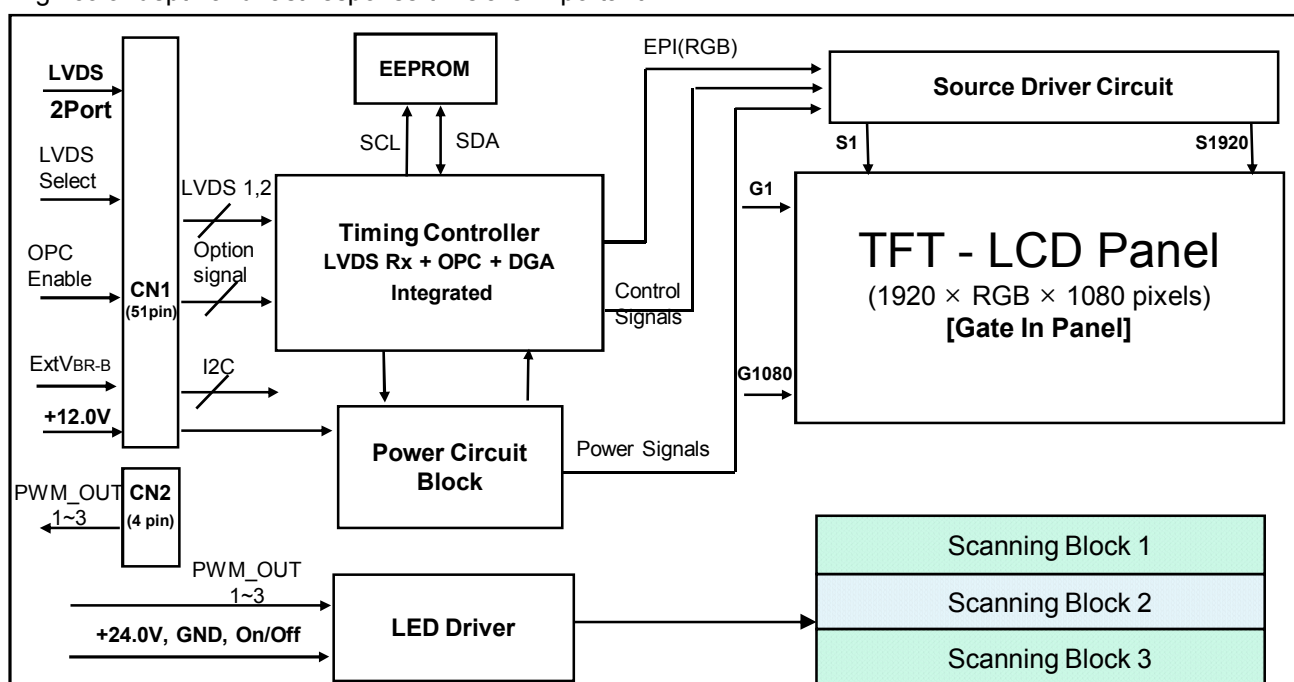 LVDS
2Port
LVDS
Select
OPC
Enable
ExtVBR-B
+12.0V
CN1
(51pin)
LVDS 1,2
Option
signal
I2C
EEPROM
SCL
SDA
Timing Controller
LVDS Rx + OPC + DGA
Integrated
Power Circuit
Block
EPI(RGB)
Control
Signals
Power Signals
Source Driver Circuit
S1
S1920
G1
G1080
TFT - LCD Panel
(1920 × RGB × 1080 pixels)
[Gate In Panel]
PWM_OUT
1~3
CN2
(4 pin)
PWM_OUT
1~3
+24.0V, GND, On/Off
LED Driver
Scanning Block 1
Scanning Block 2
Scanning Block 3